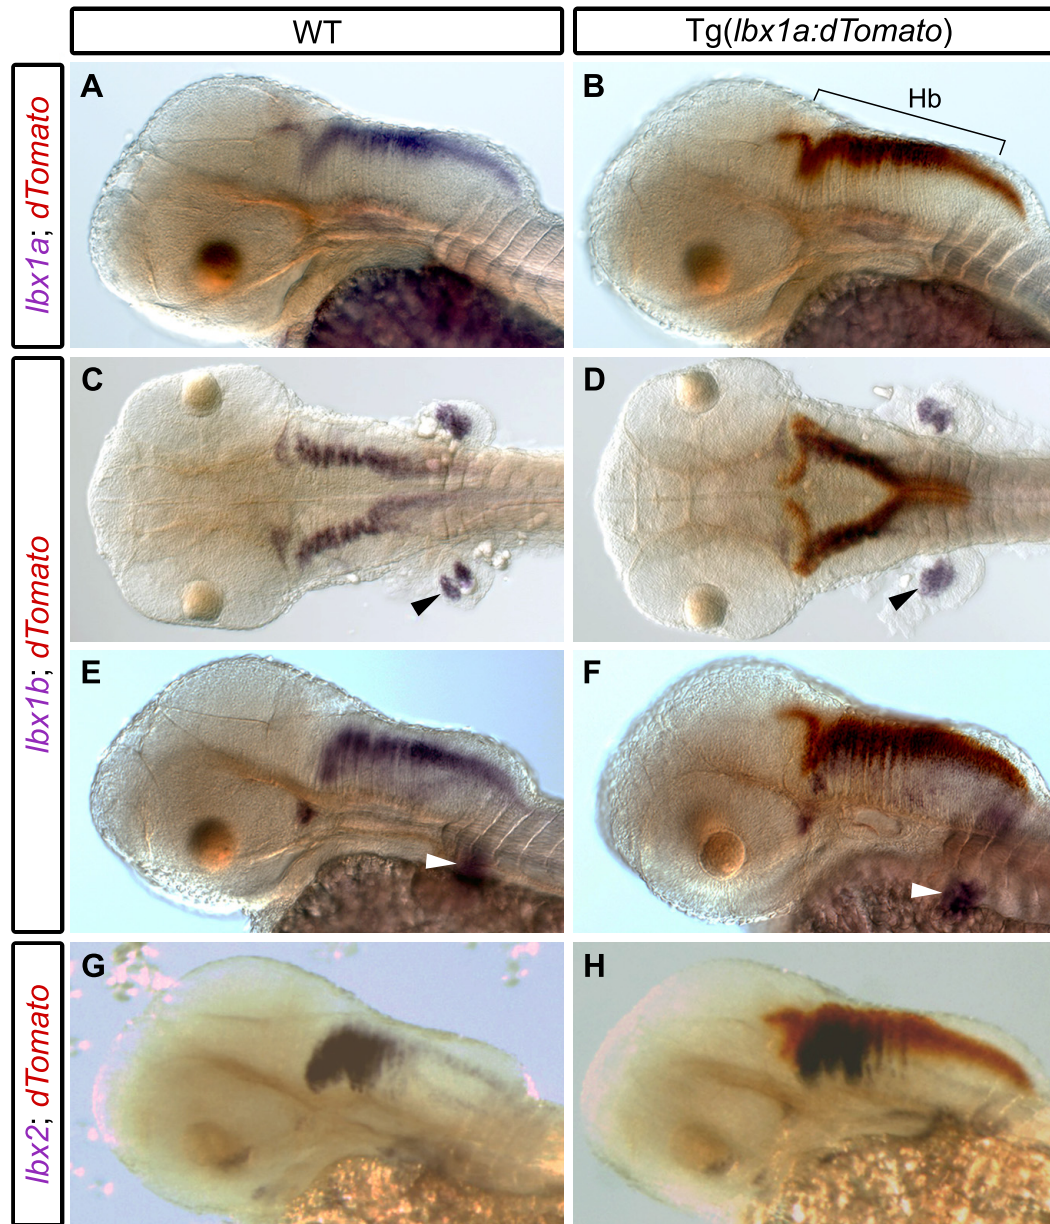 WT
Tg(lbx1a:dTomato)
lbx1a; dTomato
A
B
Hb
lbx1b; dTomato
C
D
E
F
lbx2; dTomato
G
H